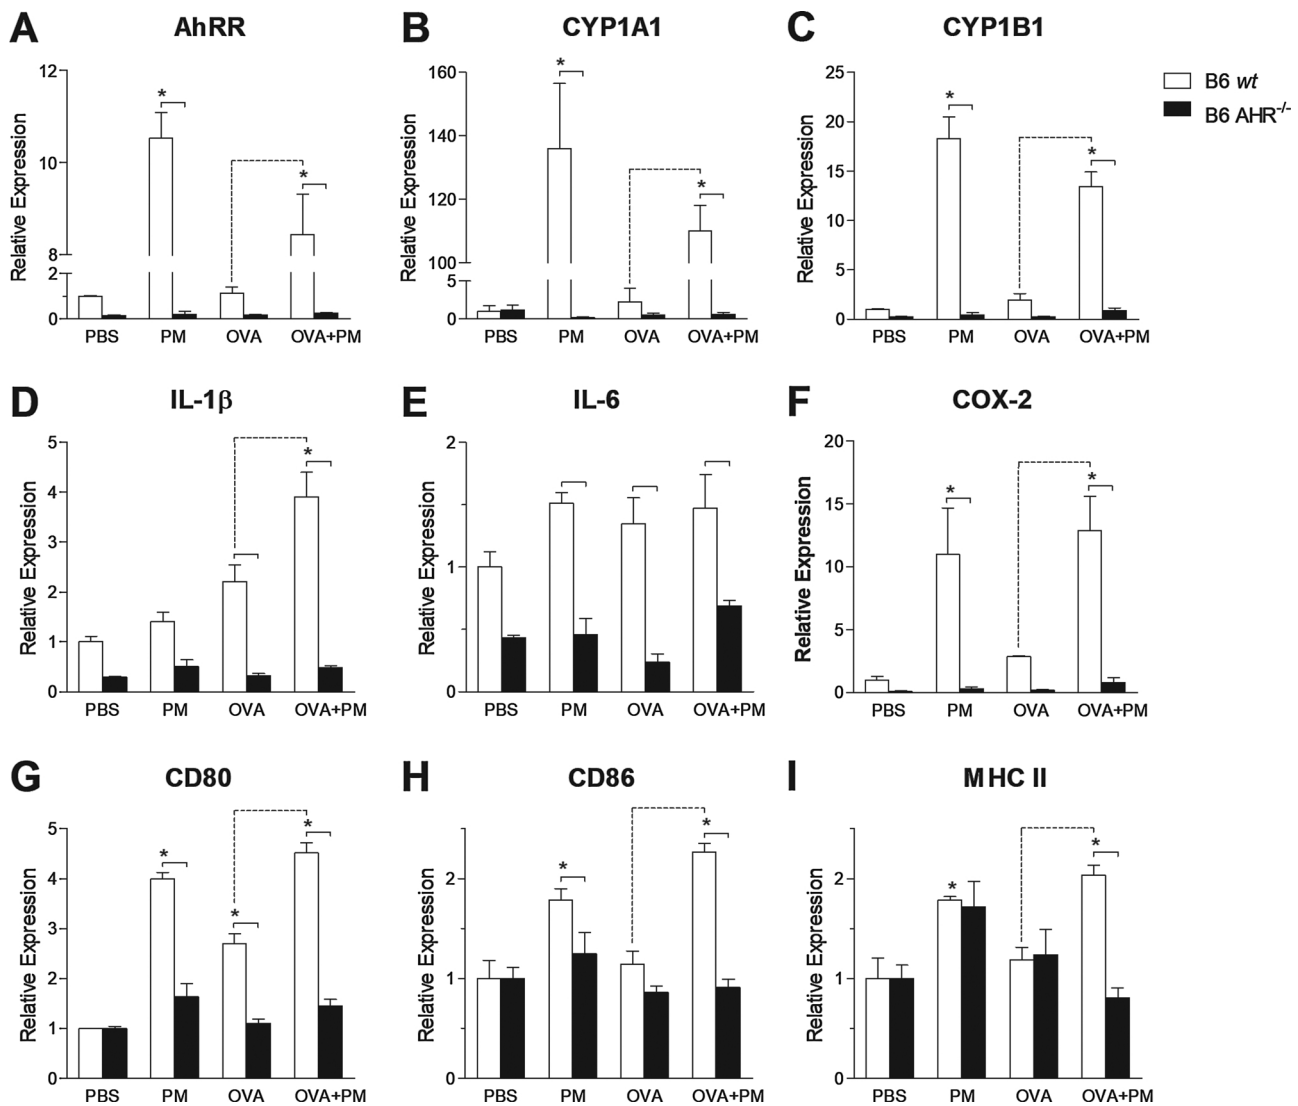 A AhRR
Relative Expression
12
10
8
2
0
PBS PM OVA OVA+PM
* *
B CYP1A1
Relative Expression
160
140
120
100
5
0
PBS PM OVA OVA+PM
* *
C CYP1B1
Relative Expression
25
20
15
10
5
0
PBS PM OVA OVA+PM
* *
B6 wt
B6 AHR-/-
D IL-1β
Relative Expression
5
4
3
2
1
0
PBS PM OVA OVA+PM
*
E IL-6
Relative Expression
2
1
0
PBS PM OVA OVA+PM
F COX-2
Relative Expression
20
15
10
5
0
PBS PM OVA OVA+PM
* *
G CD80
Relative Expression
5
4
3
2
1
0
PBS PM OVA OVA+PM
* * *
H CD86
Relative Expression
2
1
0
PBS PM OVA OVA+PM
* *
I MHC II
Relative Expression
2
1
0
PBS PM OVA OVA+PM
* *